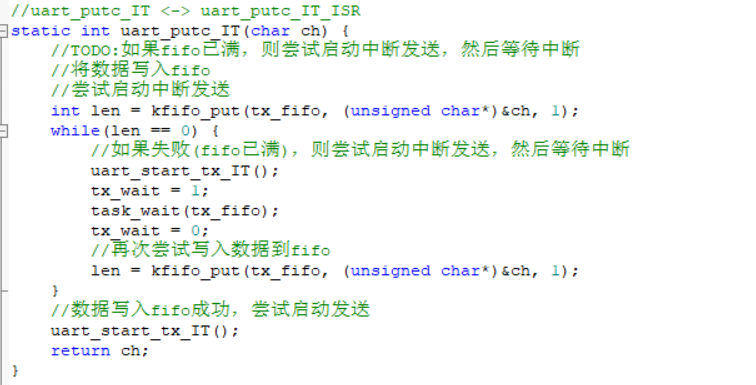 //uart_putc_IT <-> uart_putc_IT_ISR
static int uart_putc_IT(char ch) {
    //TODO:如果fifo已满，则尝试启动中断发送，然后等待中断
    //将数据写入fifo
    //尝试启动中断发送
    int len = kfifo_put(tx_fifo, (unsigned char*)&ch, 1);
    while(len == 0) {
        //如果失败(fifo已满)，则尝试启动中断发送，然后等待中断
        uart_start_tx_IT();
        tx_wait = 1;
        task_wait(tx_fifo);
        tx_wait = 0;
        //再次尝试写入数据到fifo
        len = kfifo_put(tx_fifo, (unsigned char*)&ch, 1);
    }
    //数据写入fifo成功，尝试启动发送
    uart_start_tx_IT();
    return ch;
}